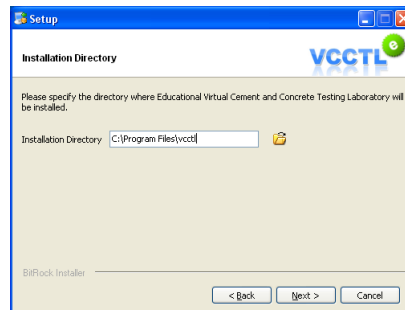 Setup
Installation Directory
VCCTL
e
Please specify the directory where Educational Virtual Cement and Concrete Testing Laboratory will
be installed.
Installation Directory C:\Program Files\vcctl
BitRock Installer
< Back Next > Cancel